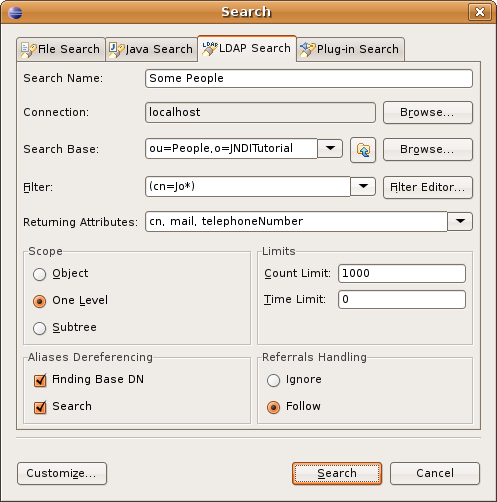 Search
File Search Java Search LDAP LDAP Search Plug-in Search
Search Name: Some People
Connection: localhost Browse...
Search Base: ou=People,o=JNDITutorial Browse...
Filter: (cn=Jo*) Filter Editor...
Returning Attributes: cn, mail, telephoneNumber
Scope
Object
One Level
Subtree
Limits
Count Limit: 1000
Time Limit: 0
Aliases Dereferencing
Finding Base DN
Search
Referrals Handling
Ignore
Follow
Customize... Search Cancel